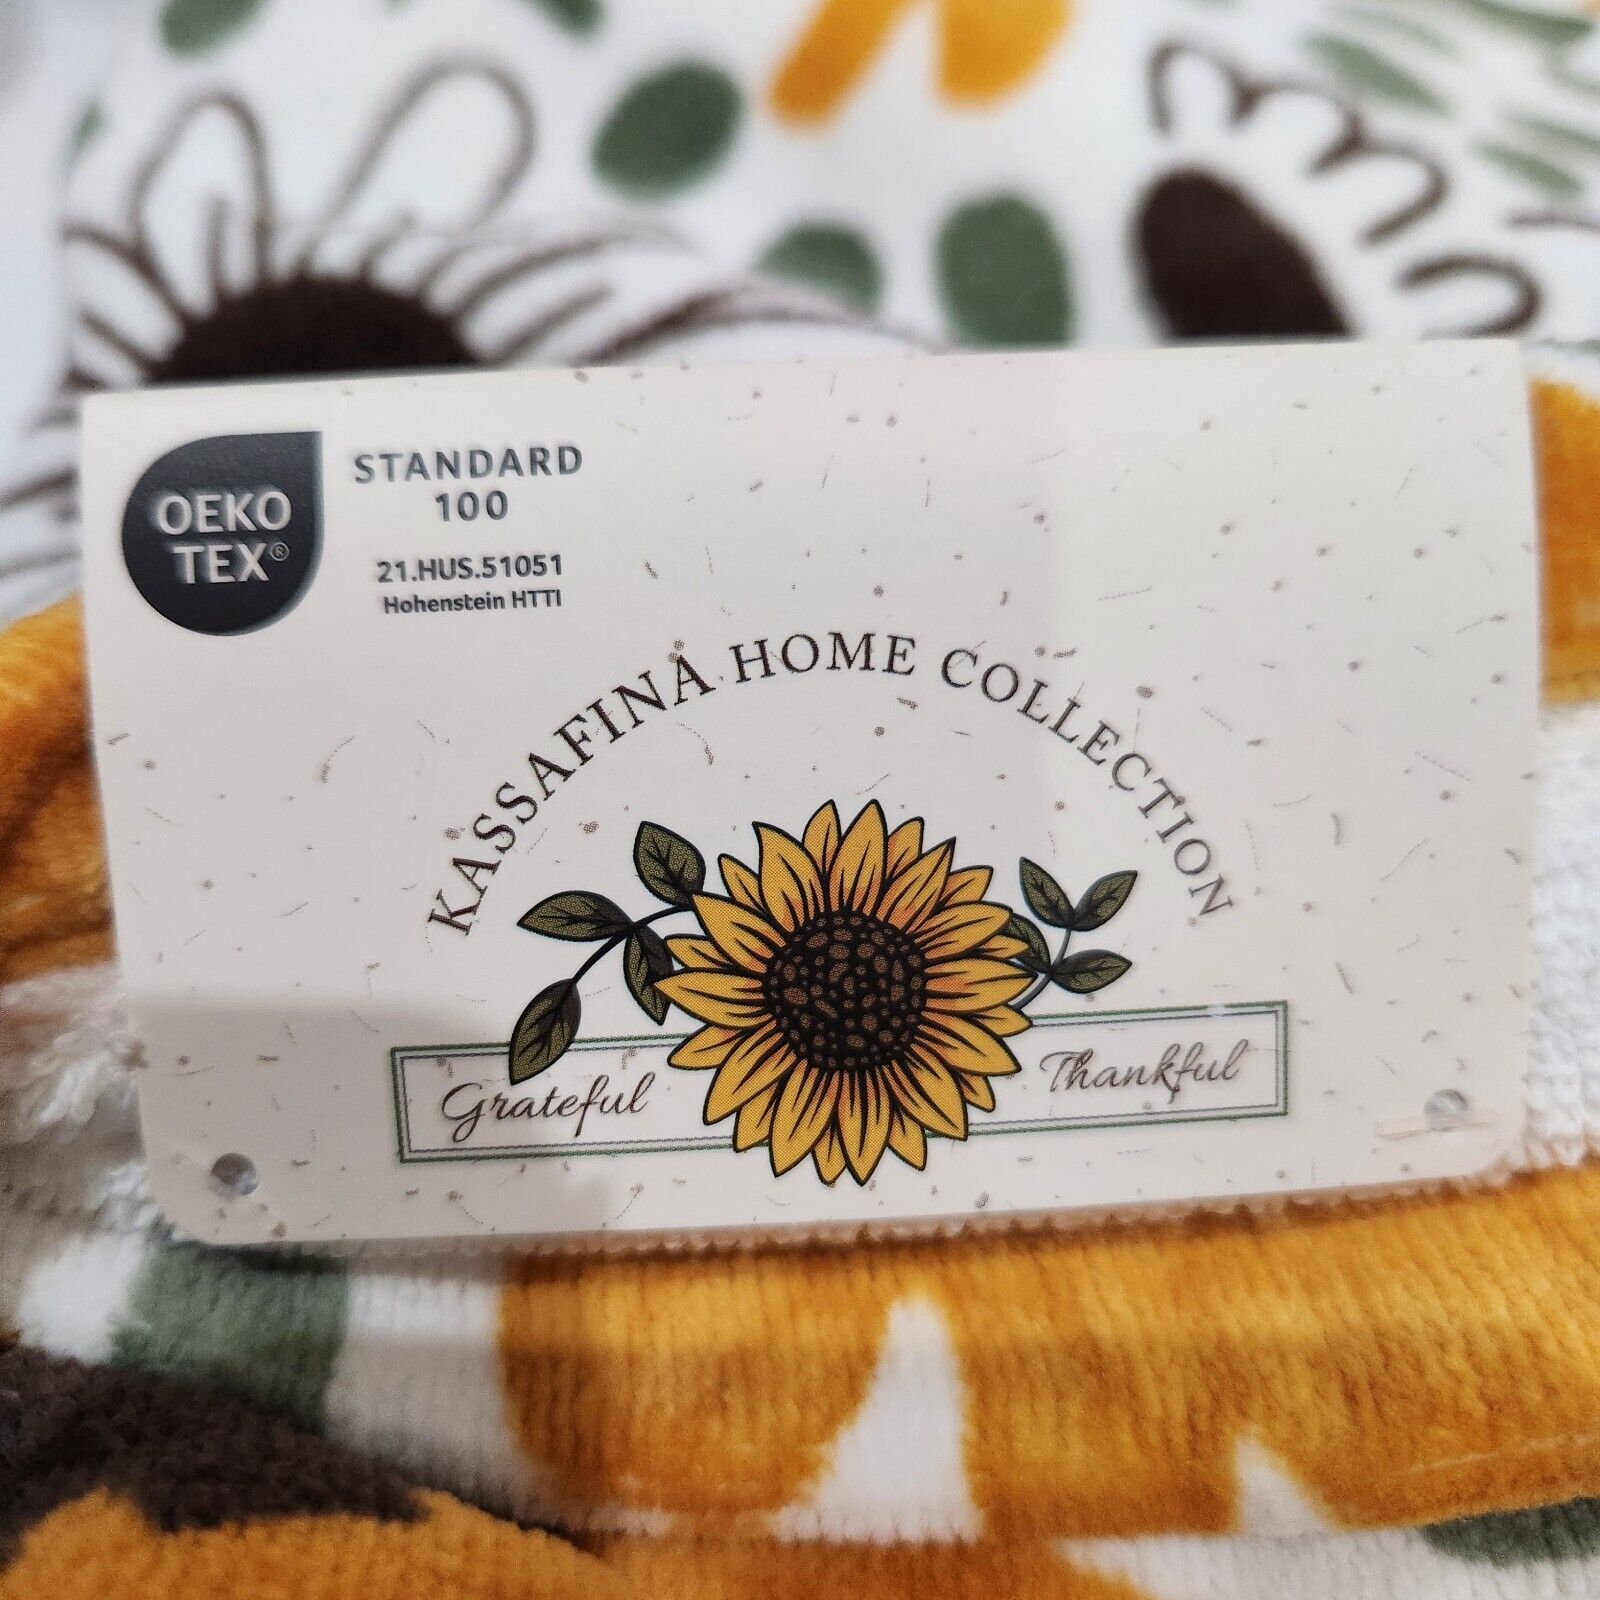 OEKO
TEX®
STANDARD
100
21.HUS.51051
Hohenstein HTTI
KASSAFINA HOME COLLECTION
Grateful
Thankful